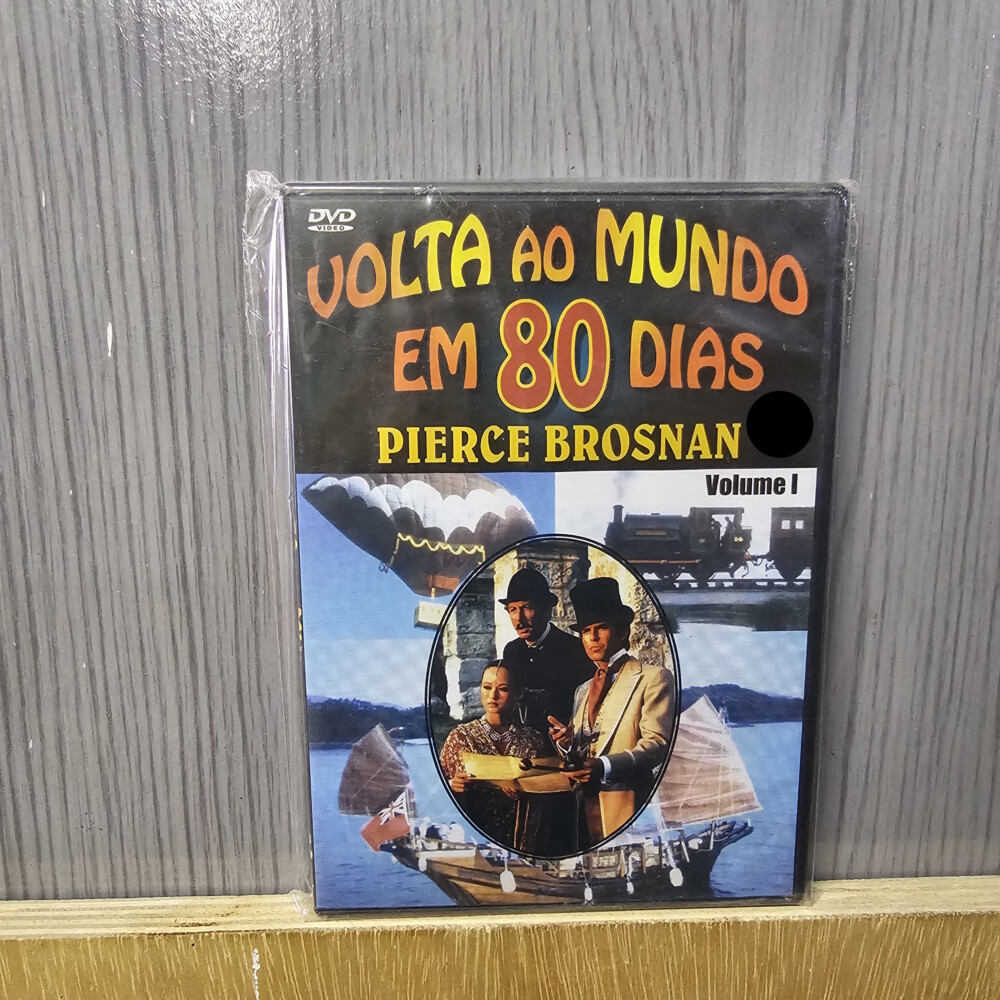 DVD
VIDEO
VOLTA AO MUNDO
EM 80 DIAS
PIERCE BROSNAN
Volume I